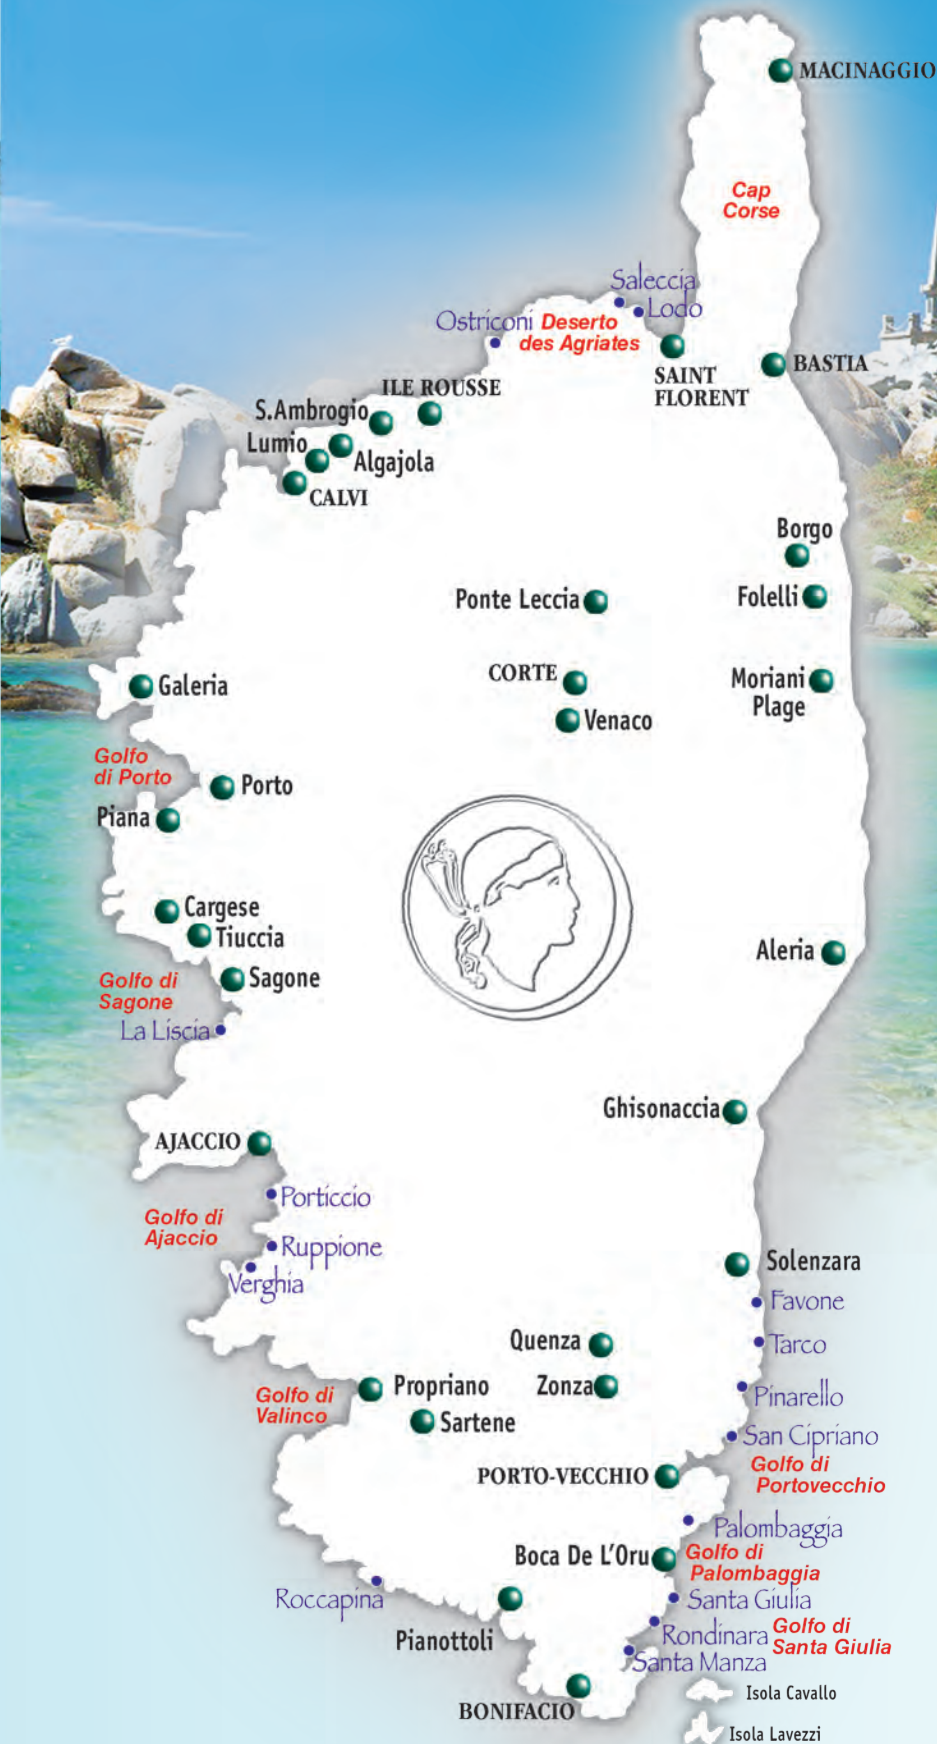 MACINAGGIO
Cap
Corse
Saleccia
Lodo
Ostriconi
Deserto
des Agriates
SAINT
FLORENT
BASTIA
ILE ROUSSE
S.Ambrogio
Lumio
Algajola
CALVI
Borgo
Ponte Leccia
Folelli
CORTE
Moriani
Plage
Galeria
Venaco
Golfo
di Porto
Porto
Piana
Cargese
Tiuccia
Aleria
Golfo di
Sagone
Sagone
La Liscia
Ghisonaccia
AJACCIO
Porticcio
Golfo di
Ajaccio
Ruppione
Verghia
Solenzara
Favone
Quenza
Tarco
Propriano
Zonza
Golfo di
Valinco
Pinarello
Sartene
San Cipriano
PORTO-VECCHIO
Golfo di
Portovecchio
Palombaggia
Boca De L'Oru
Golfo di
Palombaggia
Roccapina
Santa Giulia
Pianottoli
Rondinara
Golfo di
Santa Giulia
Santa Manza
BONIFACIO
Isola Cavallo
Isola Lavezzi